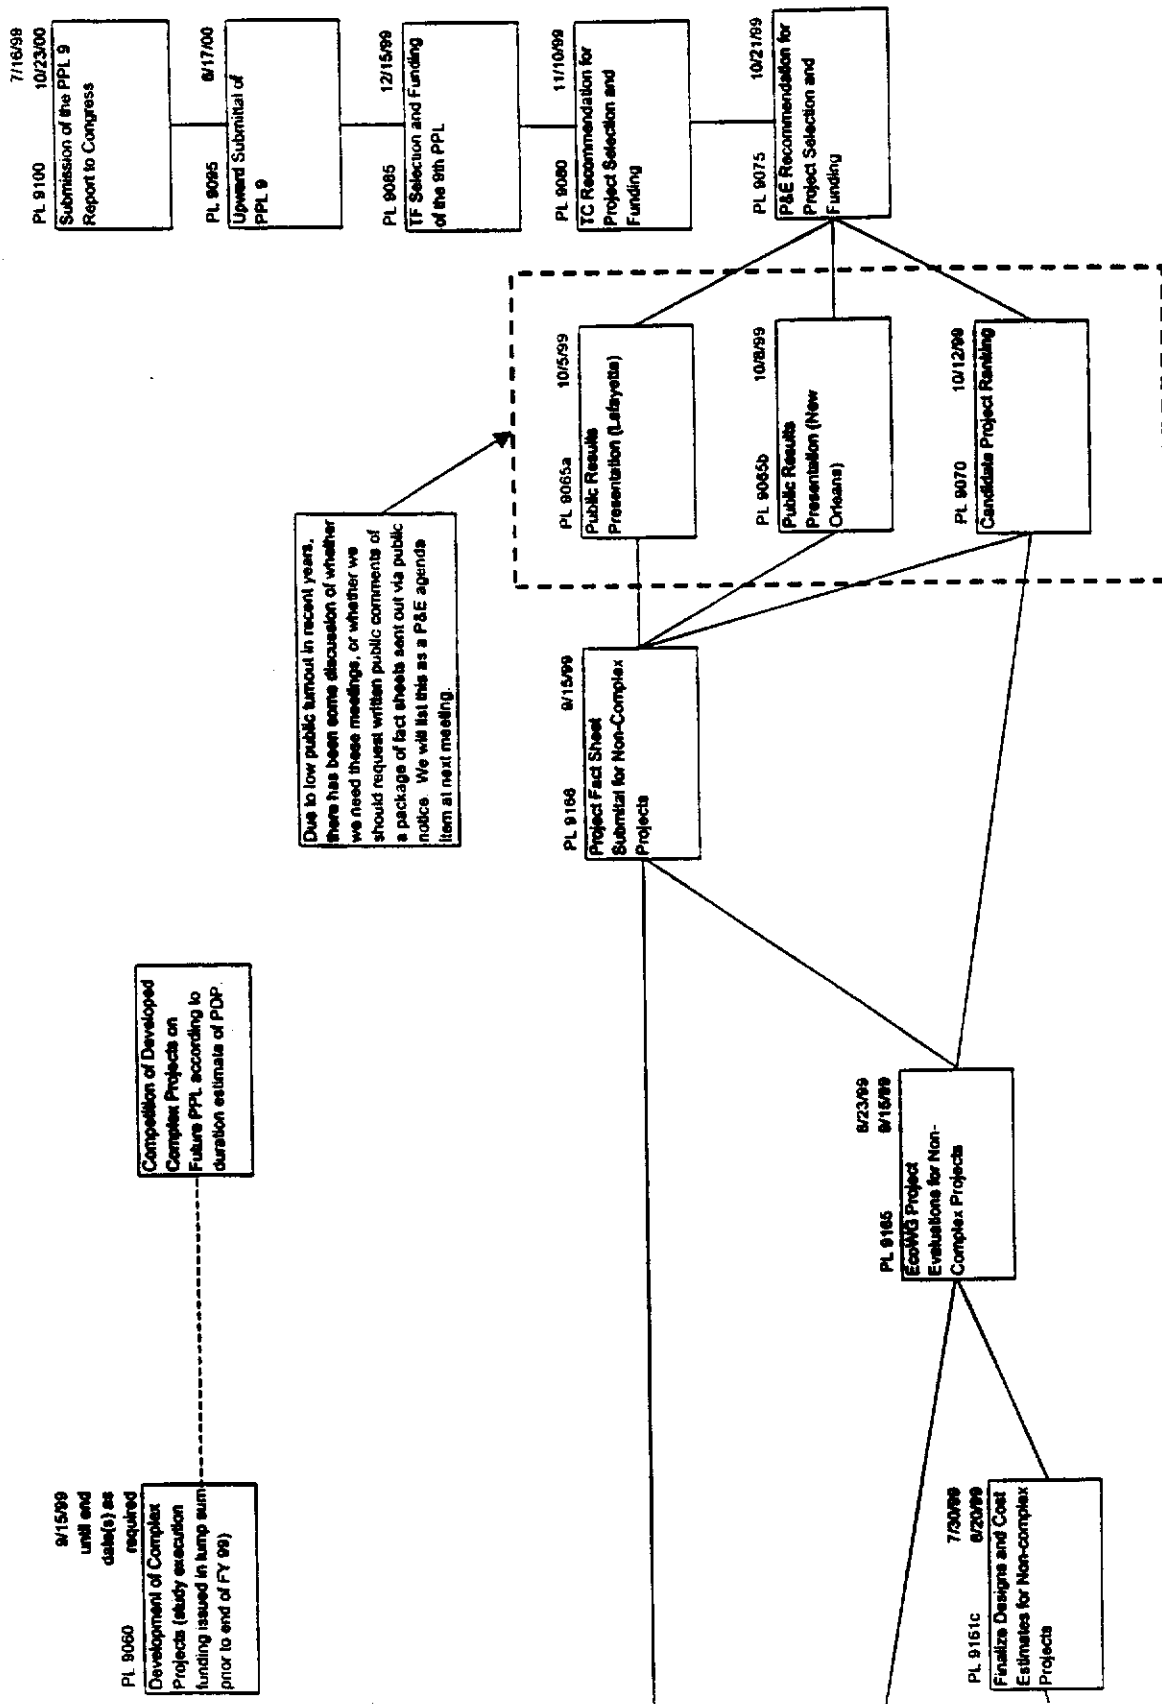 9/15/99
until end
date(s) as
PL 9060 required
Development of Complex
Projects (study execution
funding issued in lump sum
prior to end of FY 99)
Competition of Developed
Complex Projects on
Future PPL according to
duration estimate of PDP.
Due to low public turnout in recent years,
there has been some discussion of whether
we need these meetings, or whether we
should request written public comments of
a package of fact sheets sent out via public
notice. We will list this as a P&E agenda
item at next meeting.
7/16/99
PL 9100 10/23/00
Submission of the PPL 9
Report to Congress
PL 9095 6/17/00
Upward Submittal of
PPL 9
PL 9085 12/15/99
TF Selection and Funding
of the 9th PPL
PL 9080 11/10/99
TC Recommendation for
Project Selection and
Funding
PL 9075 10/21/99
P&E Recommendation for
Project Selection and
Funding
PL 9065a 10/5/99
Public Results
Presentation (Lafayette)
PL 9065b 10/8/99
Public Results
Presentation (New
Orleans)
PL 9070 10/12/99
Candidate Project Ranking
PL 9166 9/15/99
Project Fact Sheet
Submital for Non-Complex
Projects
8/23/99
PL 9165 9/15/99
EcoWG Project
Evaluations for Non-
Complex Projects
7/30/99
PL 9161c 8/20/99
Finalize Designs and Cost
Estimates for Non-complex
Projects